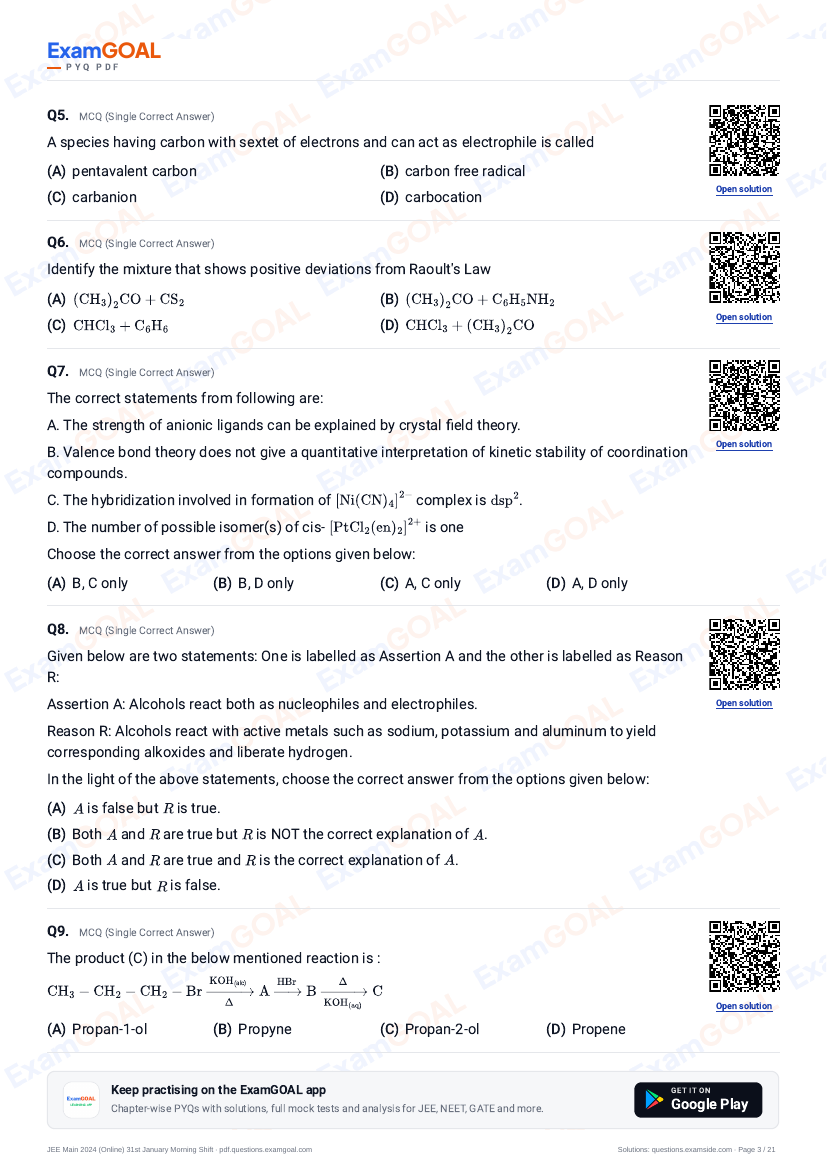 ExamGOAL
PYQ PDF
Q5. MCQ (Single Correct Answer)
A species having carbon with sextet of electrons and can act as electrophile is called
(A) pentavalent carbon (B) carbon free radical
(C) carbanion (D) carbocation
Open solution
Q6. MCQ (Single Correct Answer)
Identify the mixture that shows positive deviations from Raoult's Law
(A) (CH₃)₂CO + CS₂ (B) (CH₃)₂CO + C₆H₅NH₂
(C) CHCl₃ + C₆H₆ (D) CHCl₃ + (CH₃)₂CO
Open solution
Q7. MCQ (Single Correct Answer)
The correct statements from following are:
A. The strength of anionic ligands can be explained by crystal field theory.
B. Valence bond theory does not give a quantitative interpretation of kinetic stability of coordination
compounds.
C. The hybridization involved in formation of [Ni(CN)₄]²⁻ complex is dsp².
D. The number of possible isomer(s) of cis- [PtCl₂(en)₂]²⁺ is one
Choose the correct answer from the options given below:
(A) B, C only (B) B, D only (C) A, C only (D) A, D only
Open solution
Q8. MCQ (Single Correct Answer)
Given below are two statements: One is labelled as Assertion A and the other is labelled as Reason
R:
Assertion A: Alcohols react both as nucleophiles and electrophiles.
Reason R: Alcohols react with active metals such as sodium, potassium and aluminum to yield
corresponding alkoxides and liberate hydrogen.
In the light of the above statements, choose the correct answer from the options given below:
(A) A is false but R is true.
(B) Both A and R are true but R is NOT the correct explanation of A.
(C) Both A and R are true and R is the correct explanation of A.
(D) A is true but R is false.
Open solution
Q9. MCQ (Single Correct Answer)
The product (C) in the below mentioned reaction is :
CH₃ − CH₂ − CH₂ − Br —KOH(alc)/Δ→ A —HBr→ B —Δ/KOH(aq)→ C
(A) Propan-1-ol (B) Propyne (C) Propan-2-ol (D) Propene
Open solution
ExamGOAL
Keep practising on the ExamGOAL app
Chapter-wise PYQs with solutions, full mock tests and analysis for JEE, NEET, GATE and more.
GET IT ON
Google Play
JEE Main 2024 (Online) 31st January Morning Shift · pdf.questions.examgoal.com
Solutions: questions.examside.com · Page 3 / 21